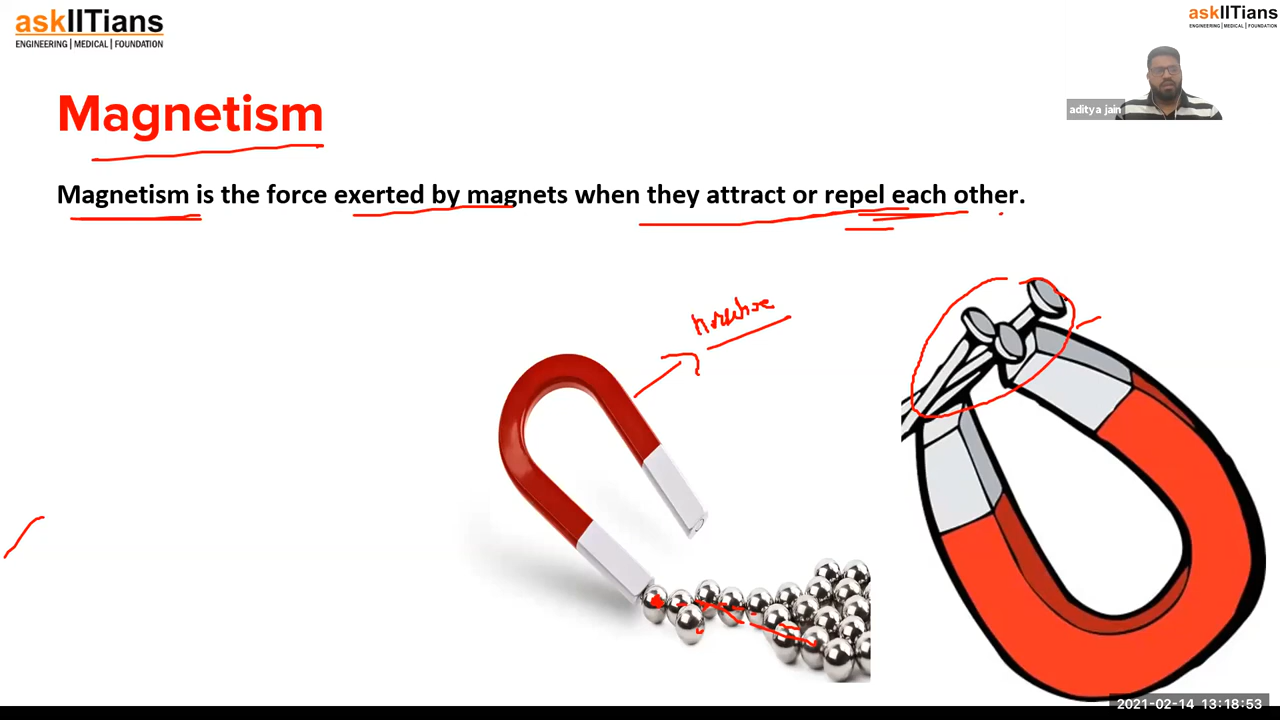 askIITians
ENGINEERING | MEDICAL | FOUNDATION
askIITians
ENGINEERING | MEDICAL | FOUNDATION
aditya jain
Magnetism
Magnetism is the force exerted by magnets when they attract or repel each other.
2021-02-14 13:18:53